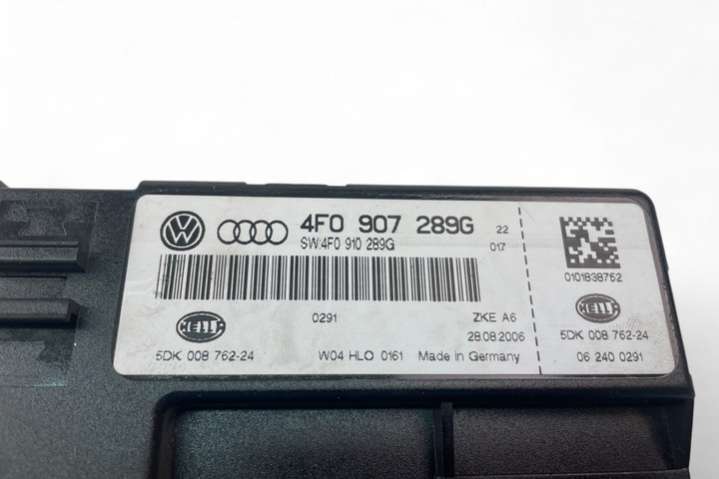 4F0 907 289G 22
SW:4F0 910 289G 017
0101838752
HELLA
0291
ZKE A6
28.08.2006
HELLA
5DK 008 762-24
W04 HLO 0161 Made in Germany
5DK 008 762-24
06 240 0291